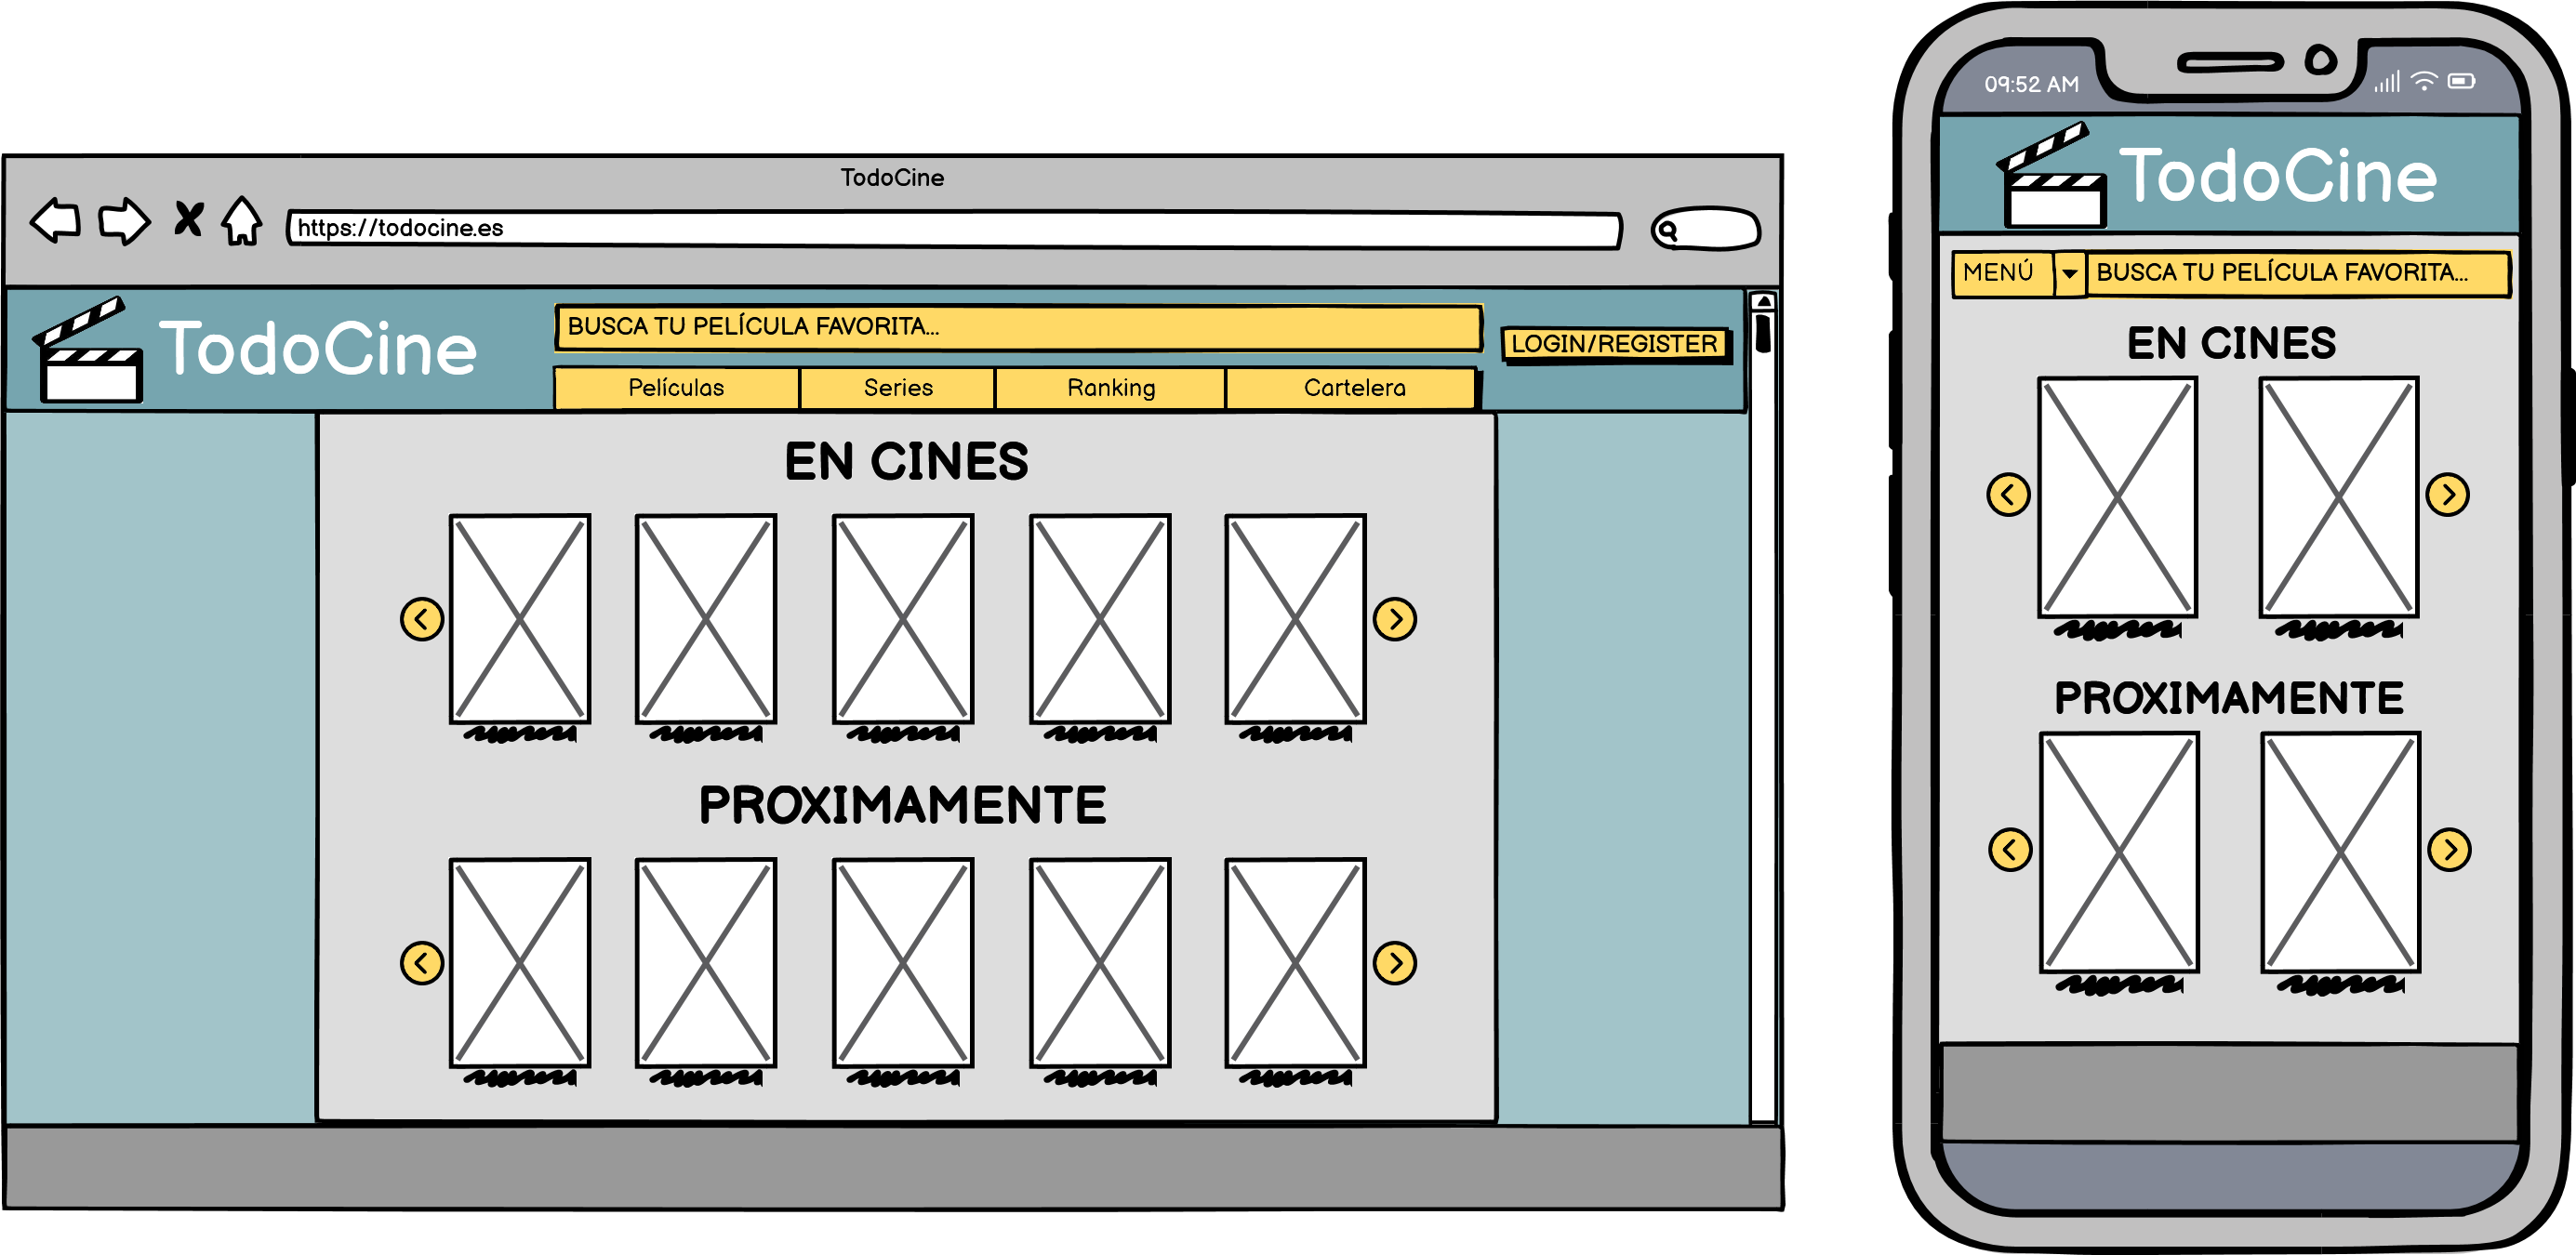 TodoCine
https://todocine.es
TodoCine
BUSCA TU PELÍCULA FAVORITA...
LOGIN/REGISTER
Películas
Series
Ranking
Cartelera
EN CINES
PROXIMAMENTE
09:52 AM
TodoCine
MENÚ
BUSCA TU PELÍCULA FAVORITA...
EN CINES
PROXIMAMENTE